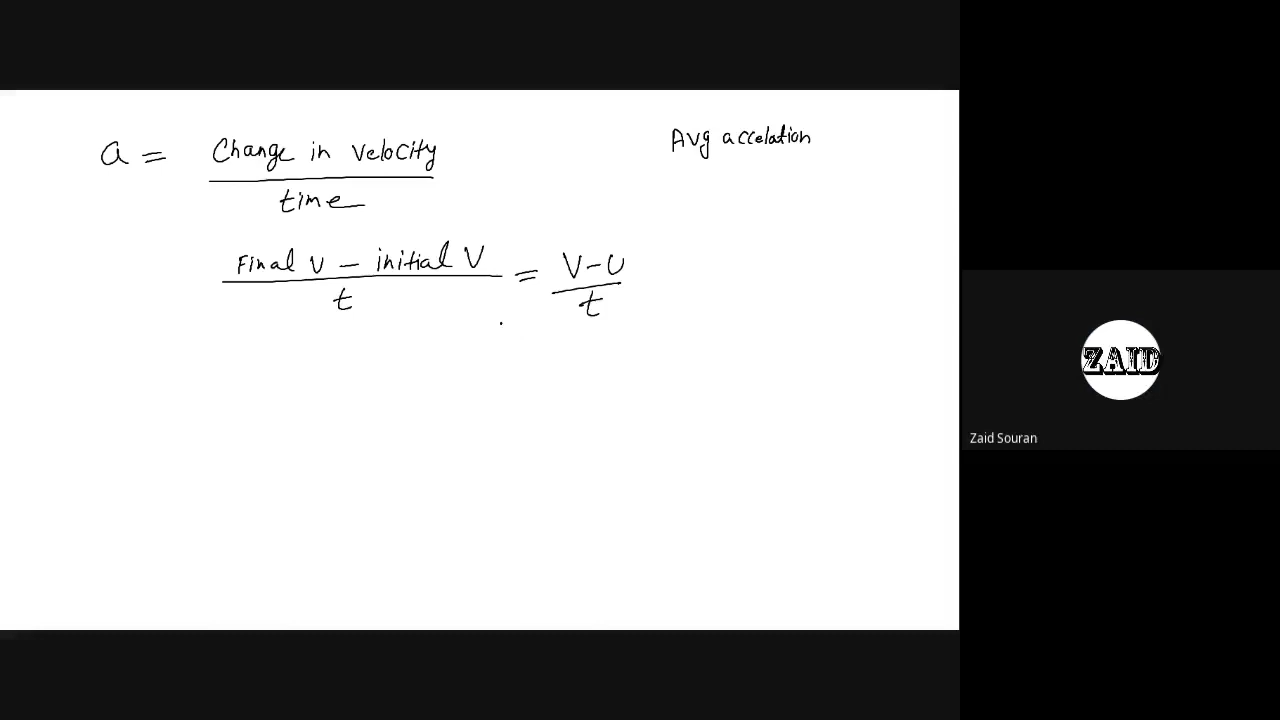 a = Change in velocity
time
Avg accelation
Final v - initial V = V-U
t t
ZAID
Zaid Souran